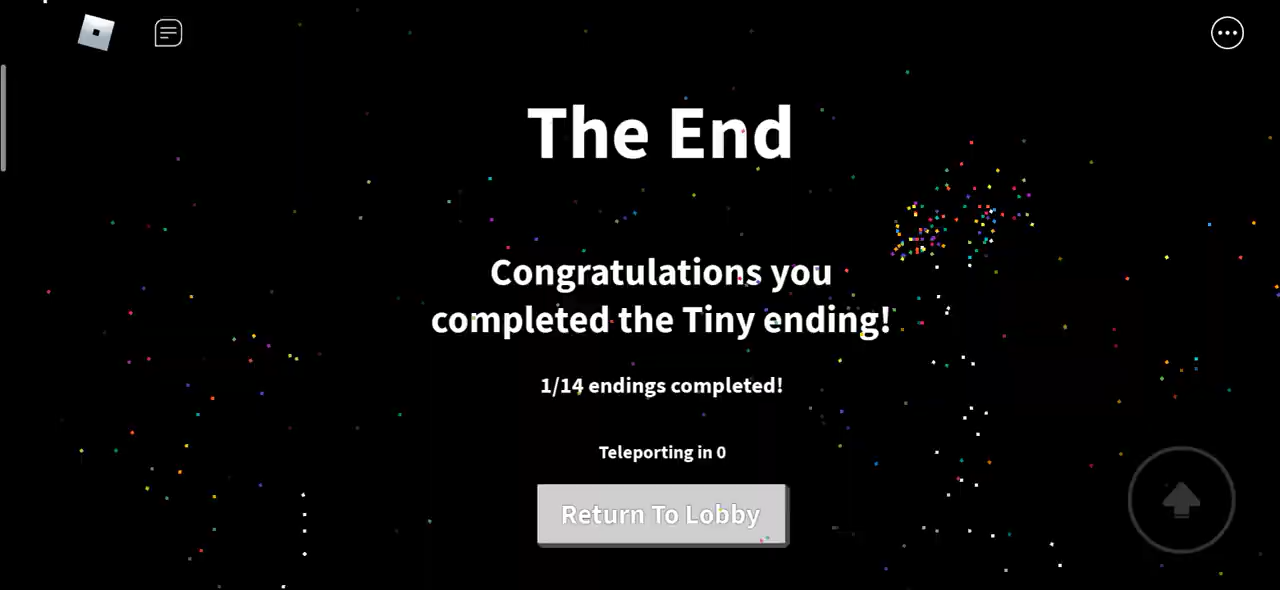 The End
Congratulations you
completed the Tiny ending!
1/14 endings completed!
Teleporting in 0
Return To Lobby